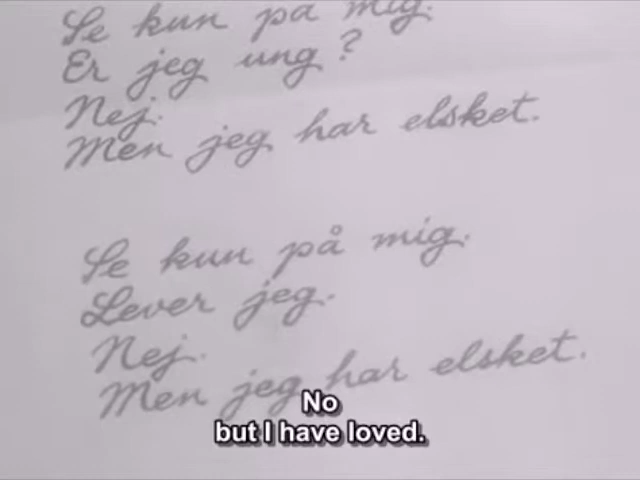 Se kun på mig.
Er jeg ung?
Nej.
Men jeg har elsket.
Se kun på mig.
Lever jeg.
Nej.
Men jeg har elsket.
No
but I have loved.